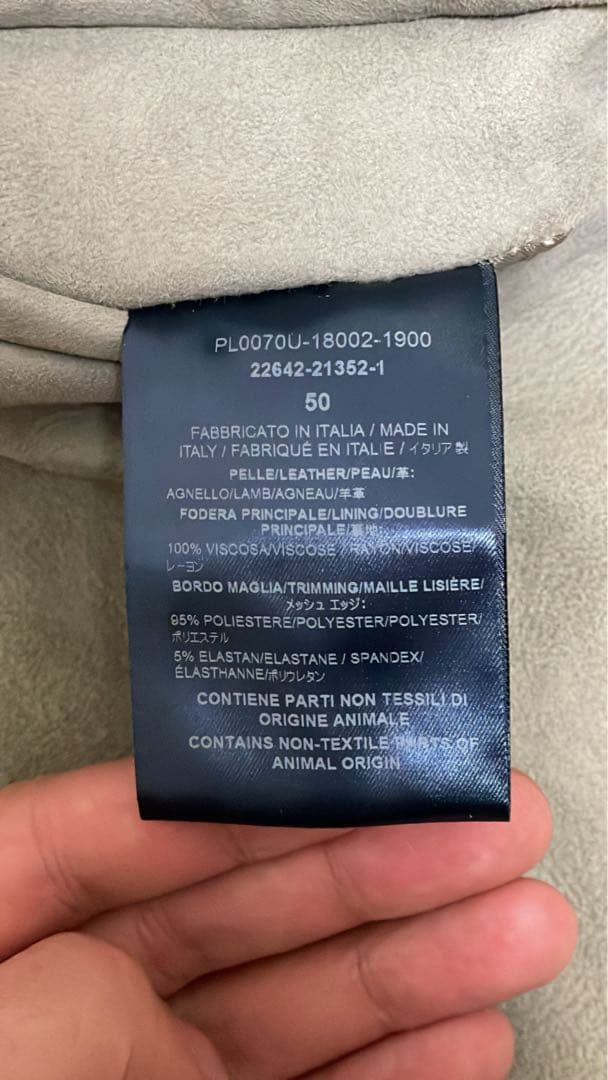 PL0070U-18002-1900
22642-21352-1
50
FABBRICATO IN ITALIA / MADE IN
ITALY / FABRIQUÉ EN ITALIE / イタリア製
PELLE/LEATHER/PEAU/革:
AGNELLO/LAMB/AGNEAU/羊革
FODERA PRINCIPALE/LINING/DOUBLURE
PRINCIPALE/裏地:
100% VISCOSA/VISCOSE / RAYON/VISCOSE/
レーヨン
BORDO MAGLIA/TRIMMING/MAILLE LISIÈRE/
メッシュ エッジ:
95% POLIESTERE/POLYESTER/POLYESTER/
ポリエステル
5% ELASTAN/ELASTANE / SPANDEX/
ÉLASTHANNE/ポリウレタン
CONTIENE PARTI NON TESSILI DI
ORIGINE ANIMALE
CONTAINS NON-TEXTILE PARTS OF
ANIMAL ORIGIN